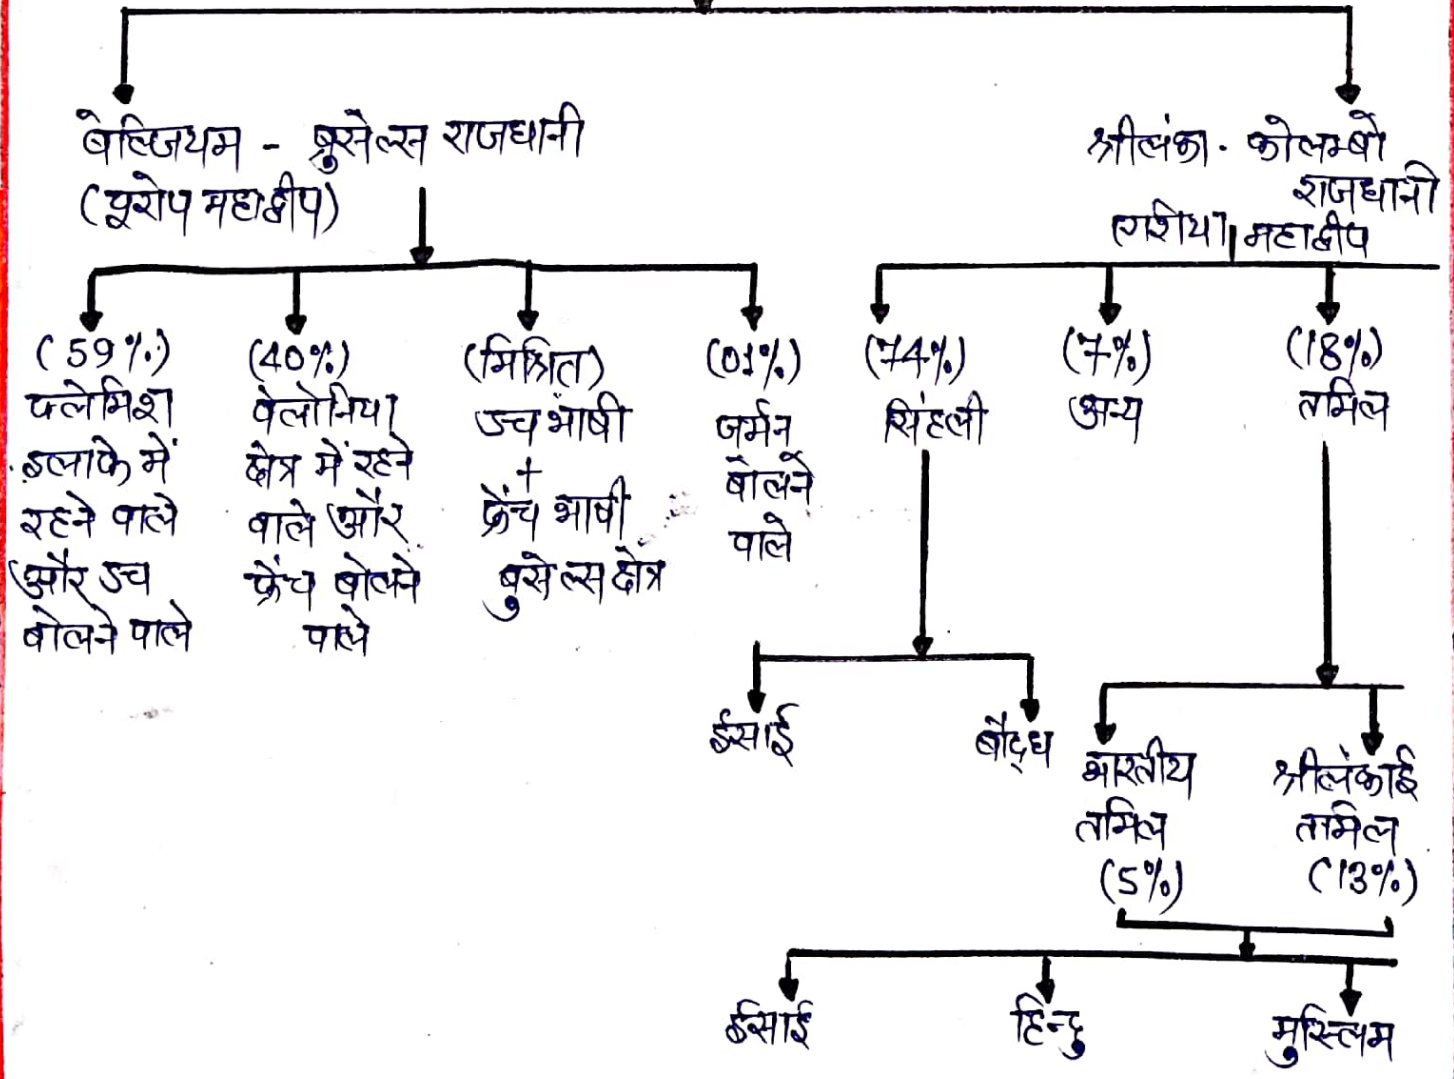 बेल्जियम - ब्रुसेल्स राजधानी
(यूरोप महाद्वीप)
श्रीलंका - कोलम्बो
राजधानी
(एशिया महाद्वीप
(59%)
फ्लेमिश
इलाके में
रहने वाले
और डच
बोलने वाले
(40%)
वेलोनिया
क्षेत्र में रहने
वाले और
फ्रेंच बोलने
वाले
(मिश्रित)
डच भाषी
+
फ्रेंच भाषी
ब्रुसेल्स क्षेत्र
(01%)
जर्मन
बोलने
वाले
(74%)
सिंहली
(7%)
अन्य
(18%)
तमिल
ईसाई
बौद्ध
भारतीय
तमिल
(5%)
श्रीलंकाई
तमिल
(13%)
ईसाई
हिन्दु
मुस्लिम